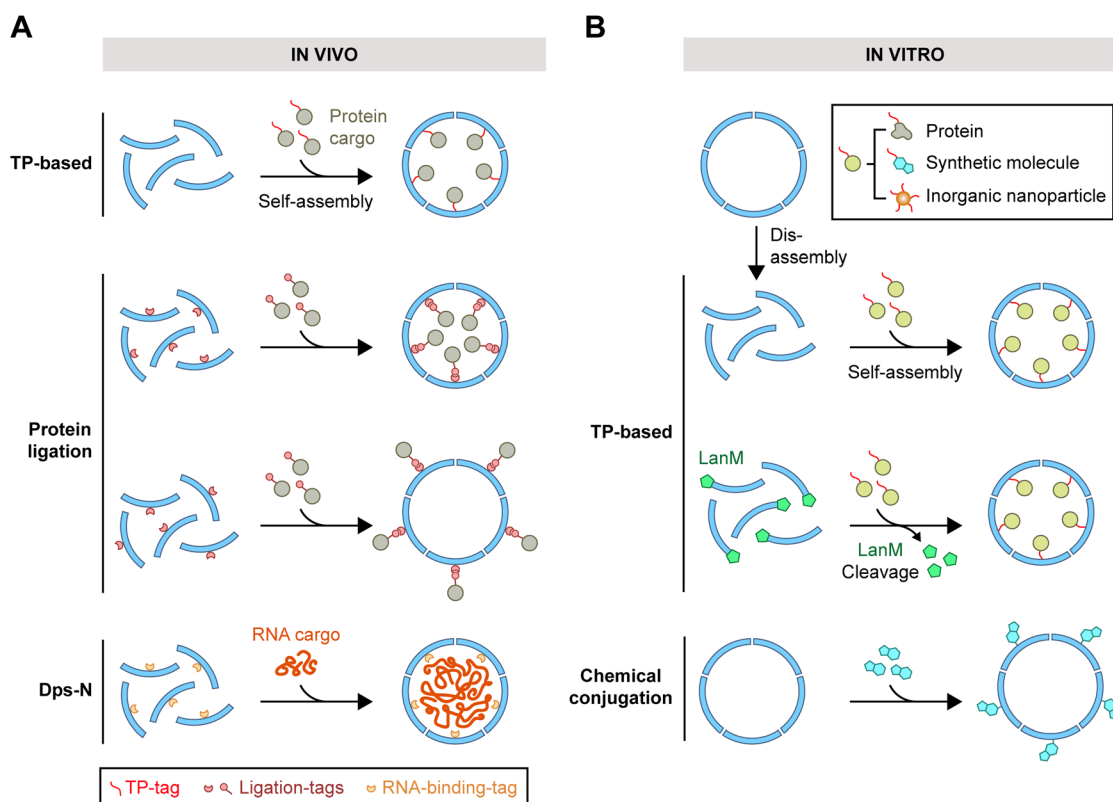 A
IN VIVO
TP-based
Protein
cargo
Self-assembly
Protein
ligation
Dps-N
RNA cargo
TP-tag
Ligation-tags
RNA-binding-tag
B
IN VITRO
Protein
Synthetic molecule
Inorganic nanoparticle
Dis-
assembly
Self-assembly
TP-based
LanM
LanM
Cleavage
Chemical
conjugation